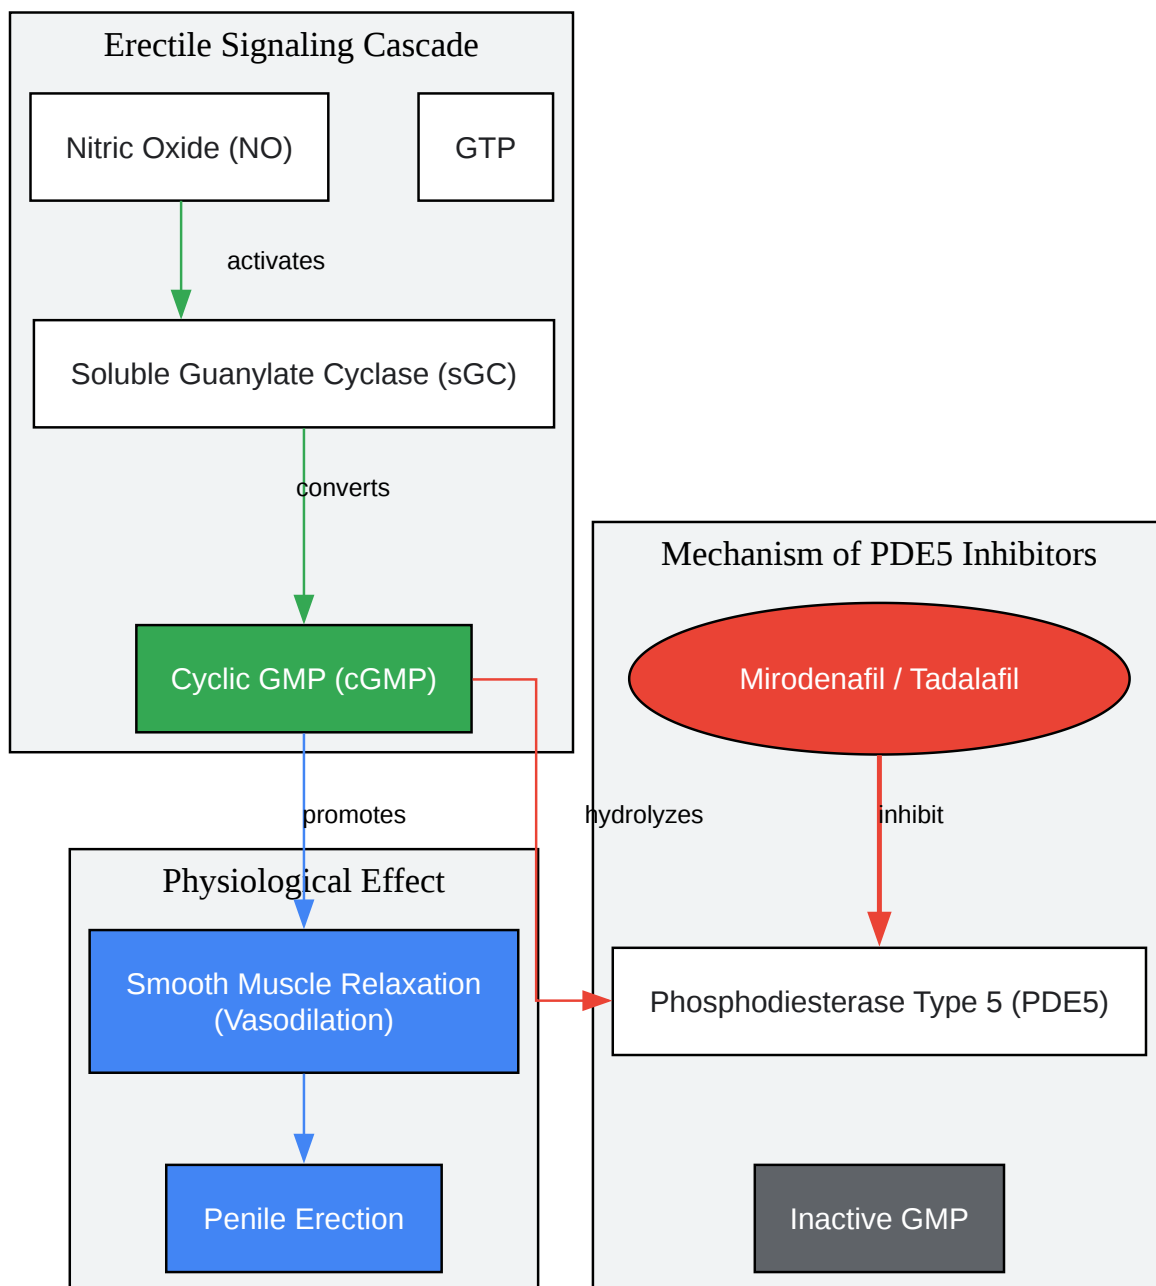 Erectile Signaling Cascade
Nitric Oxide (NO)
GTP
activates
Soluble Guanylate Cyclase (sGC)
converts
Cyclic GMP (cGMP)
promotes
Physiological Effect
Smooth Muscle Relaxation
(Vasodilation)
Penile Erection
Mechanism of PDE5 Inhibitors
Mirodenafil / Tadalafil
hydrolyzes
inhibit
Phosphodiesterase Type 5 (PDE5)
Inactive GMP